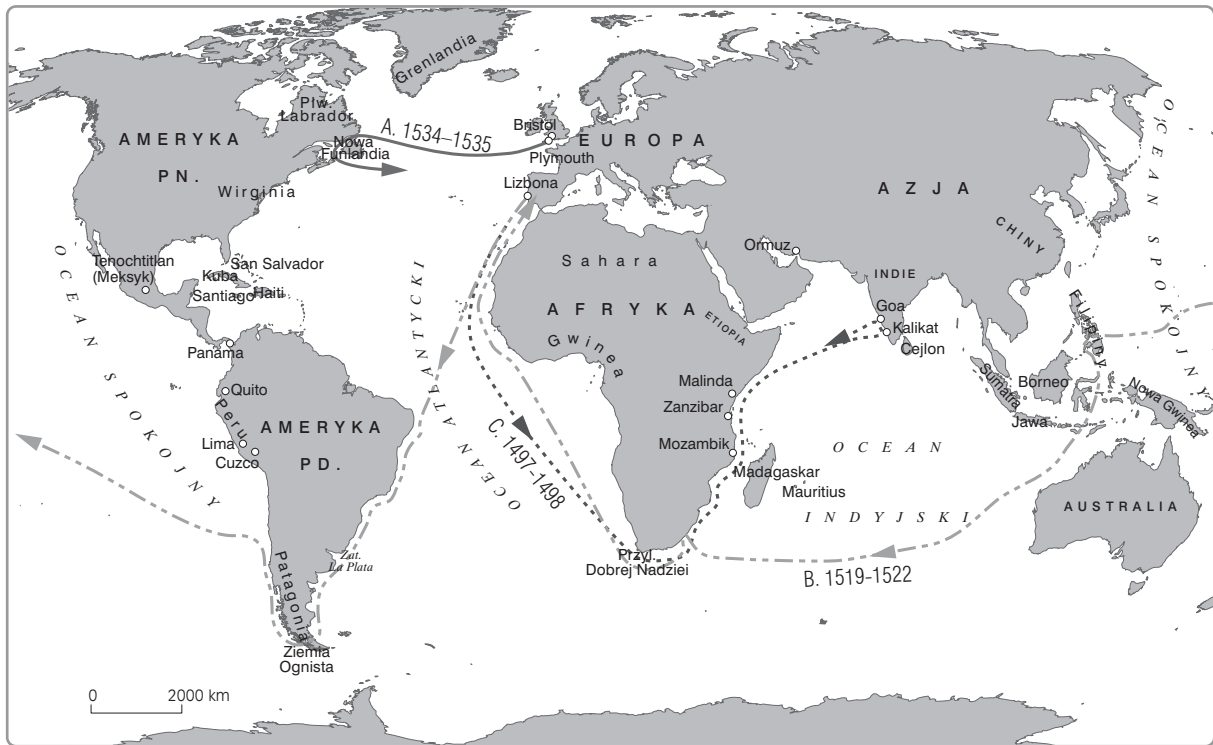 Grenlandia
Płw.
Labrador
AMERYKA
PN.
Nowa
Funlandia
A. 1534–1535
Bristol
Plymouth
EUROPA
Lizbona
Wirginia
AZJA
CHINY
OCEAN SPOKOJNY
OCEAN SPOKOJNY
Tenochtitlan
(Meksyk)
San Salvador
Kuba
Santiago
Haiti
OCEAN ATLANTYCKI
Sahara
AFRYKA
ETIOPIA
Gwinea
Ormuz
INDIE
Goa
Kalikat
Cejlon
Filipiny
Panama
Quito
Peru
Lima
Cuzco
AMERYKA
PD.
C. 1497-1498
Malinda
Zanzibar
Mozambik
Madagaskar
Mauritius
OCEAN
INDYJSKI
Sumatra
Borneo
Jawa
Nowa Gwinea
AUSTRALIA
Zat.
La Plata
Patagonia
Ziemia
Ognista
Przyl.
Dobrej Nadziei
B. 1519-1522
0 2000 km